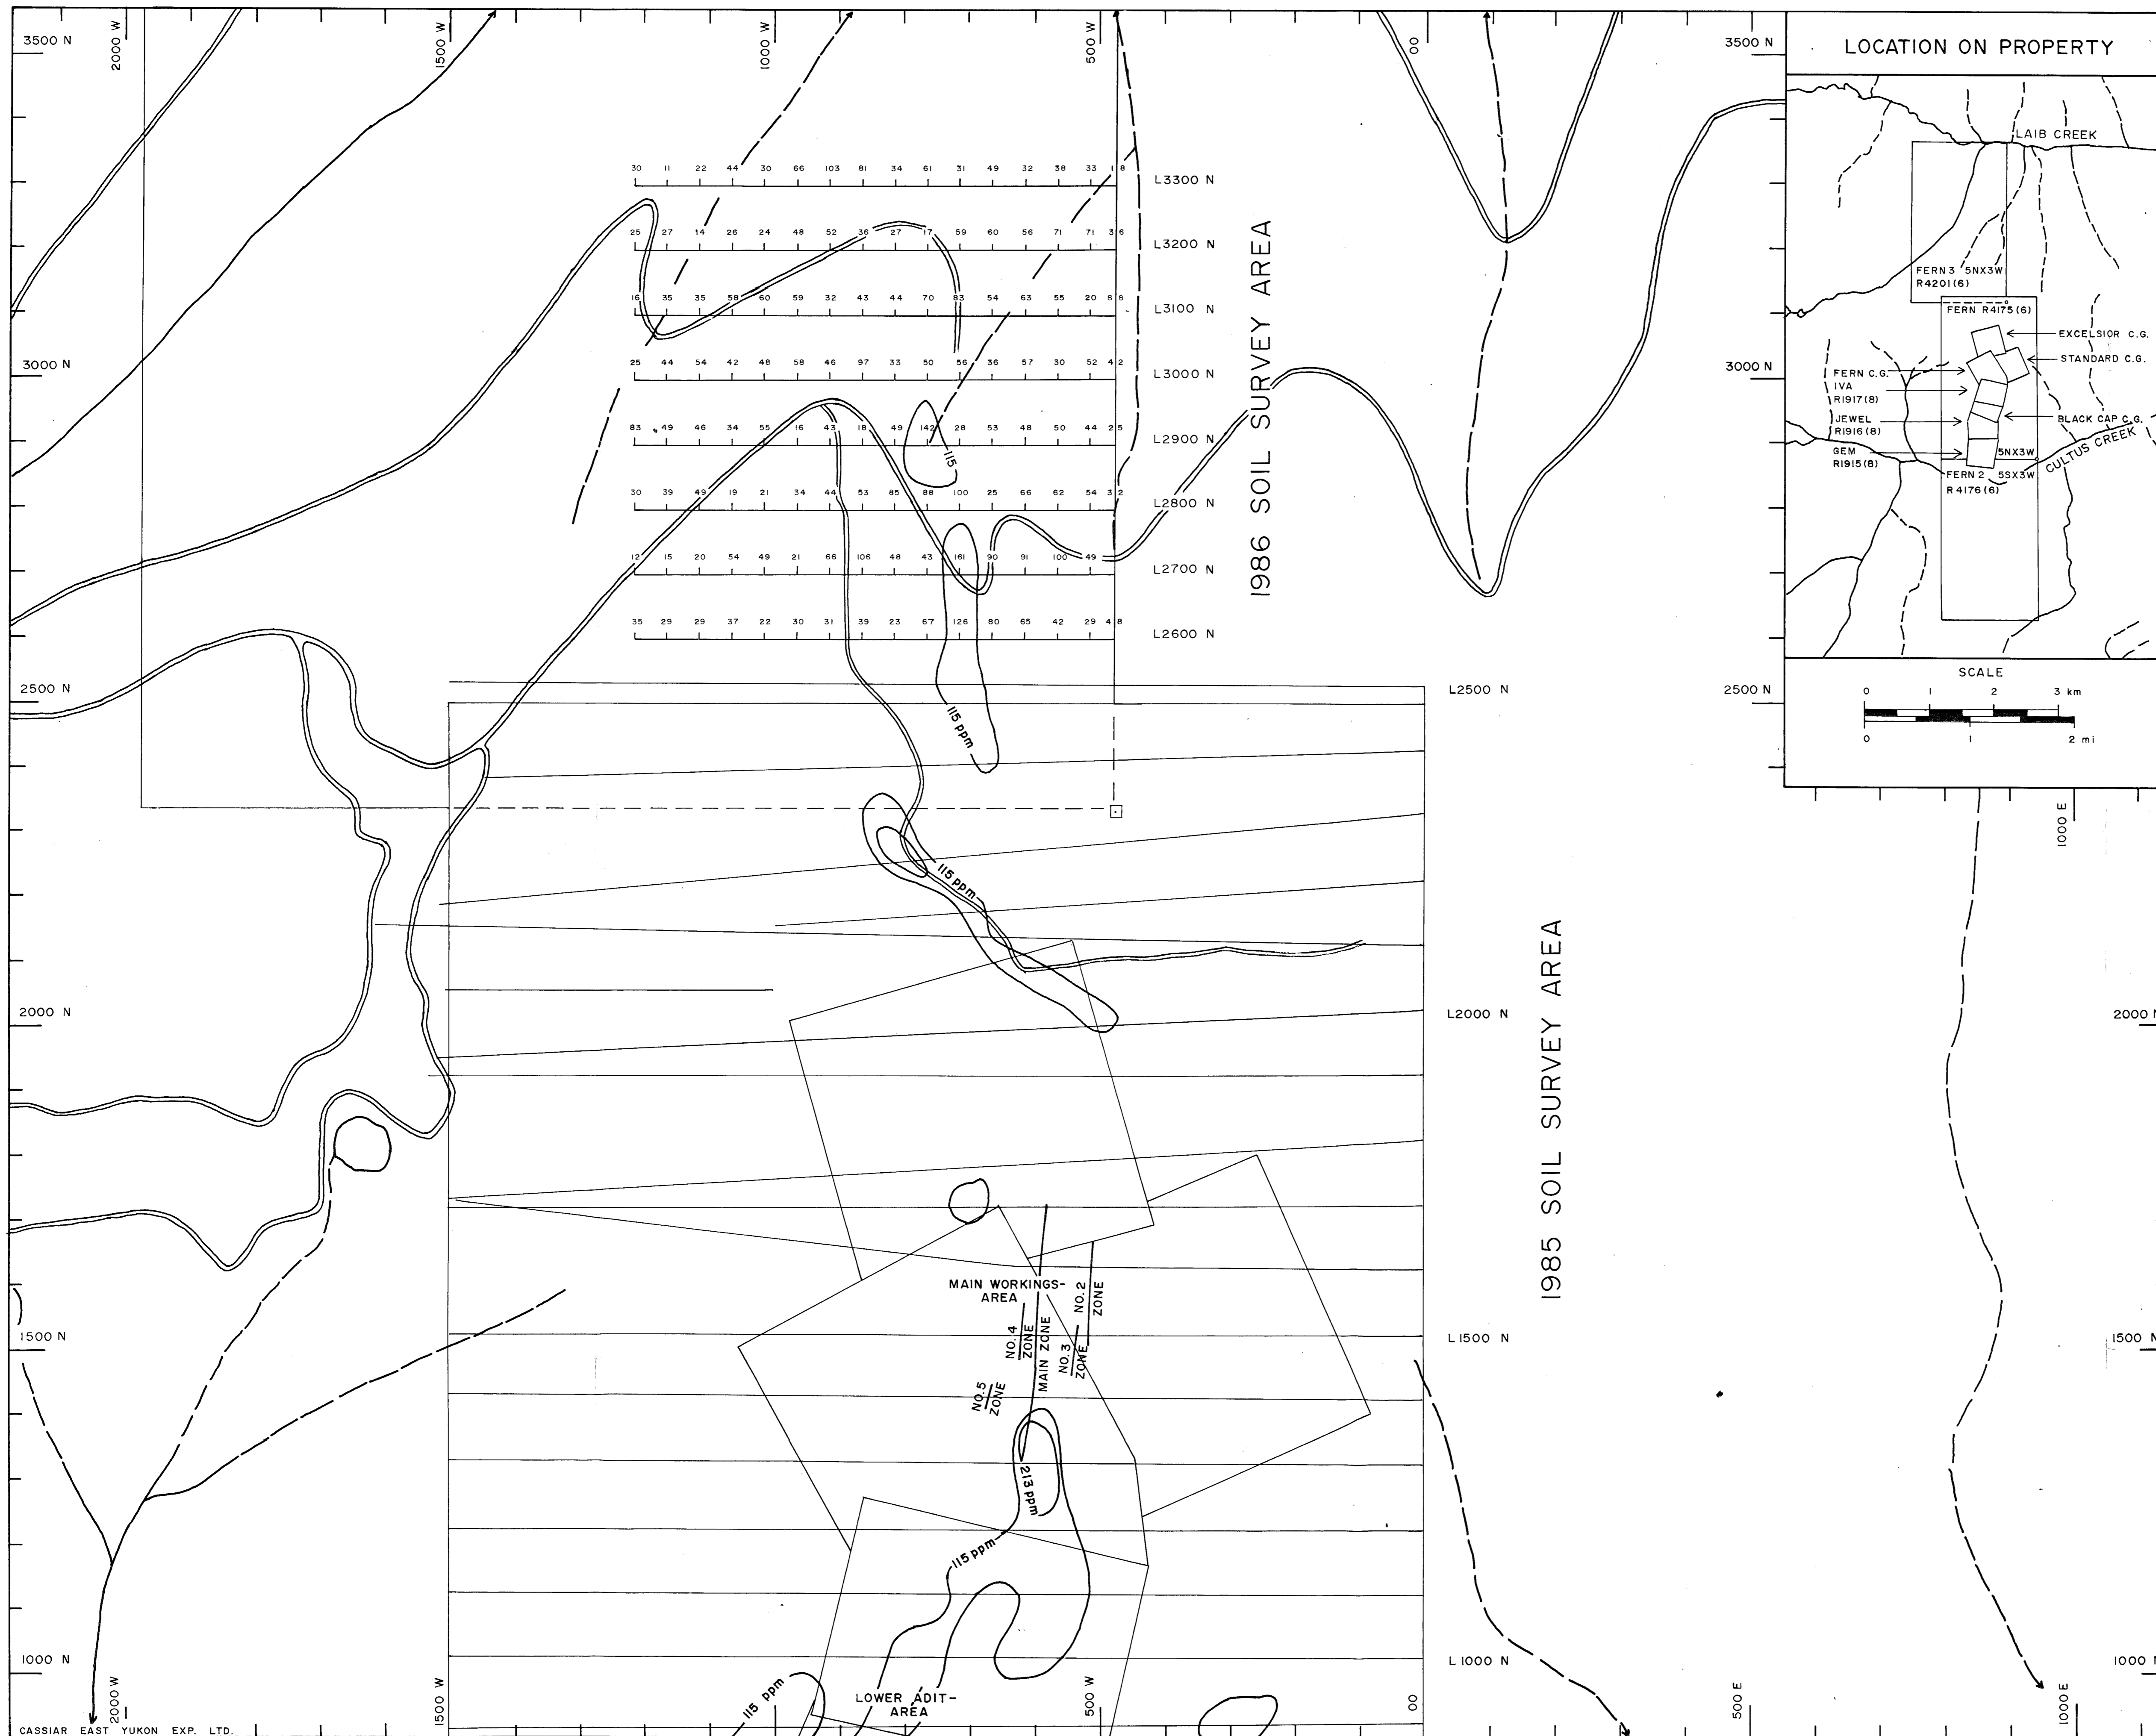 3500 N
2000 W
1500 W
1000 W
500 W
00
3500 N
LOCATION ON PROPERTY
LAIB CREEK
FERN 3 5NX3W
R4201(6)
FERN R4175(6)
EXCELSIOR C.G.
STANDARD C.G.
FERN C.G.
IVA
R1917(8)
JEWEL
R1916(8)
BLACK CAP C.G.
GEM
R1915(8)
5NX3W
CULTUS CREEK
FERN 2 5SX3W
R4176(6)
SCALE
0 1 2 3 km
0 1 2 mi
30 11 22 44 30 66 103 81 34 61 31 49 32 38 33 18
L3300 N
25 27 14 26 24 48 52 36 27 17 59 60 56 71 71 36
L3200 N
16 35 35 58 60 59 32 43 44 70 83 54 63 55 20 88
L3100 N
3000 N
25 44 54 42 48 58 46 97 33 50 56 36 57 30 52 42
L3000 N
3000 N
83 49 46 34 55 16 43 18 49 142 28 53 48 50 44 25
L2900 N
115
30 39 49 19 21 34 44 53 85 88 100 25 66 62 54 32
L2800 N
12 15 20 54 49 21 66 106 48 43 161 90 91 100 49
L2700 N
35 29 29 37 22 30 31 39 23 67 126 80 65 42 29 48
L2600 N
1986 SOIL SURVEY AREA
2500 N
L2500 N
2500 N
115 ppm
1000 E
115 ppm
2000 N
L2000 N
2000 N
1985 SOIL SURVEY AREA
MAIN WORKINGS-
AREA
NO. 2
ZONE
NO. 4
ZONE
MAIN ZONE
NO. 3
ZONE
1500 N
L1500 N
1500 N
NO. 5
ZONE
213 ppm
115 ppm
1000 N
L1000 N
1000 N
115 ppm
LOWER ADIT-
AREA
2000 W
1500 W
500 W
00
500 E
1000 E
CASSIAR EAST YUKON EXP. LTD.